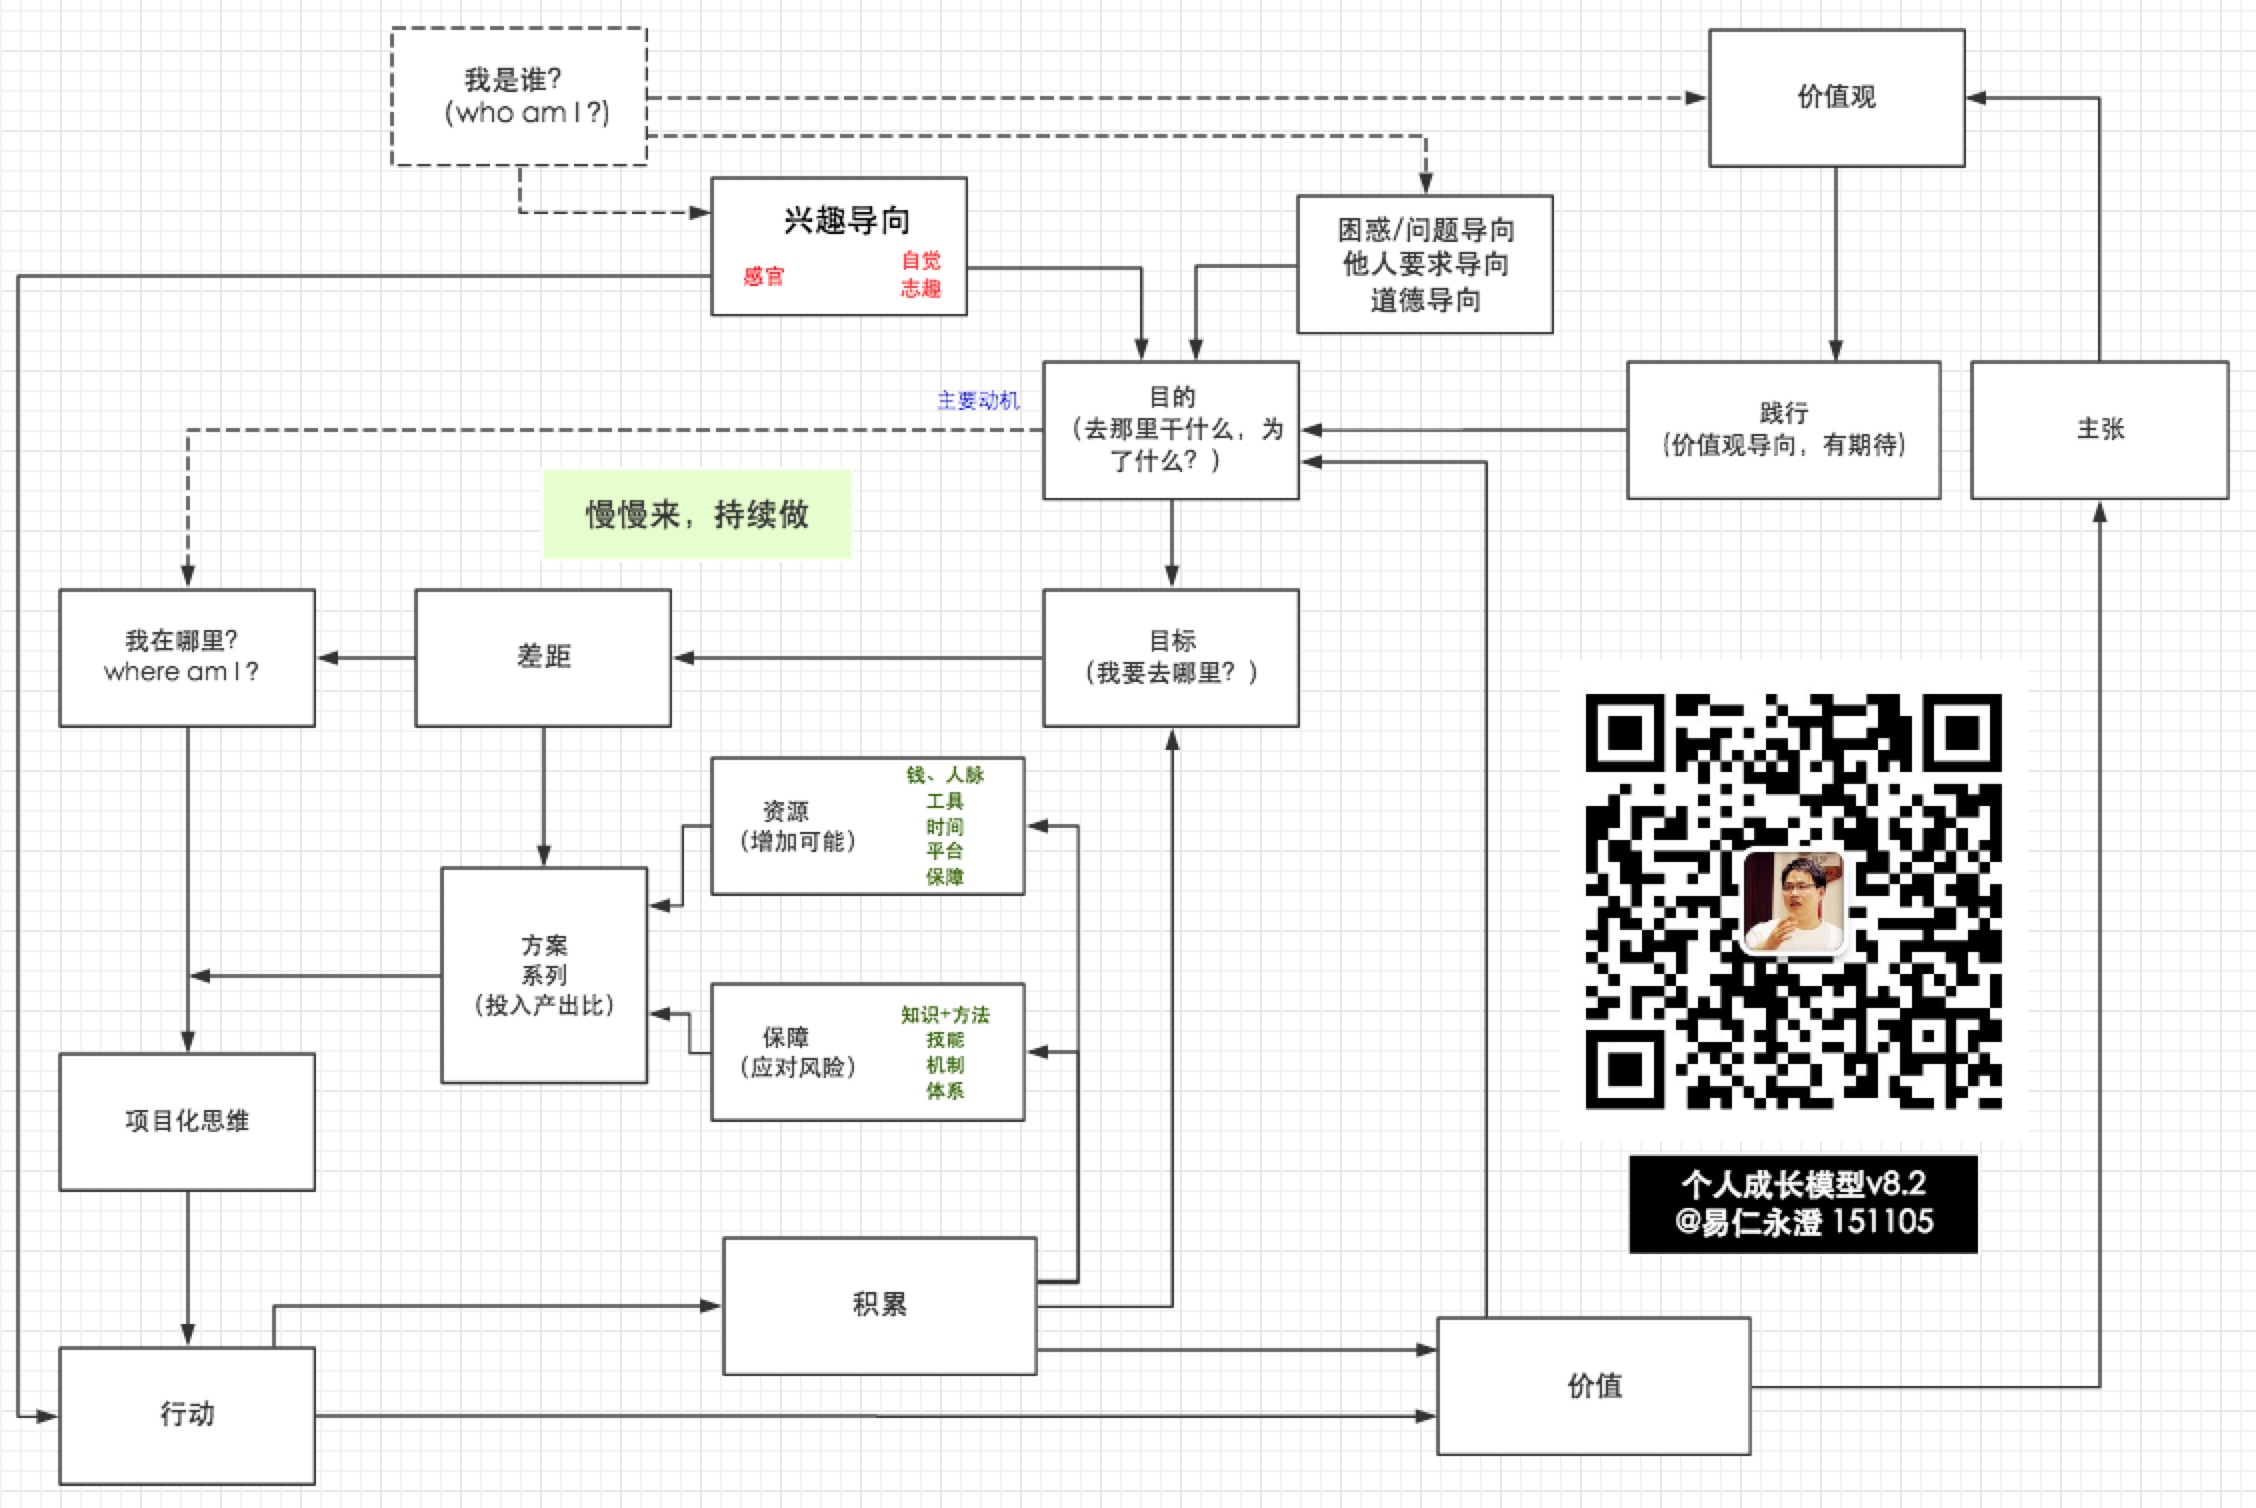 我是谁？
(who am I ?)
价值观
兴趣导向
感官
自觉
志趣
困惑/问题导向
他人要求导向
道德导向
主要动机
目的
（去那里干什么，为
了什么？）
践行
(价值观导向，有期待)
主张
慢慢来，持续做
我在哪里？
where am I ?
差距
目标
（我要去哪里？）
资源
（增加可能）
钱、人脉
工具
时间
平台
保障
方案
系列
（投入产出比）
保障
（应对风险）
知识+方法
技能
机制
体系
项目化思维
个人成长模型v8.2
@易仁永澄 151105
积累
价值
行动